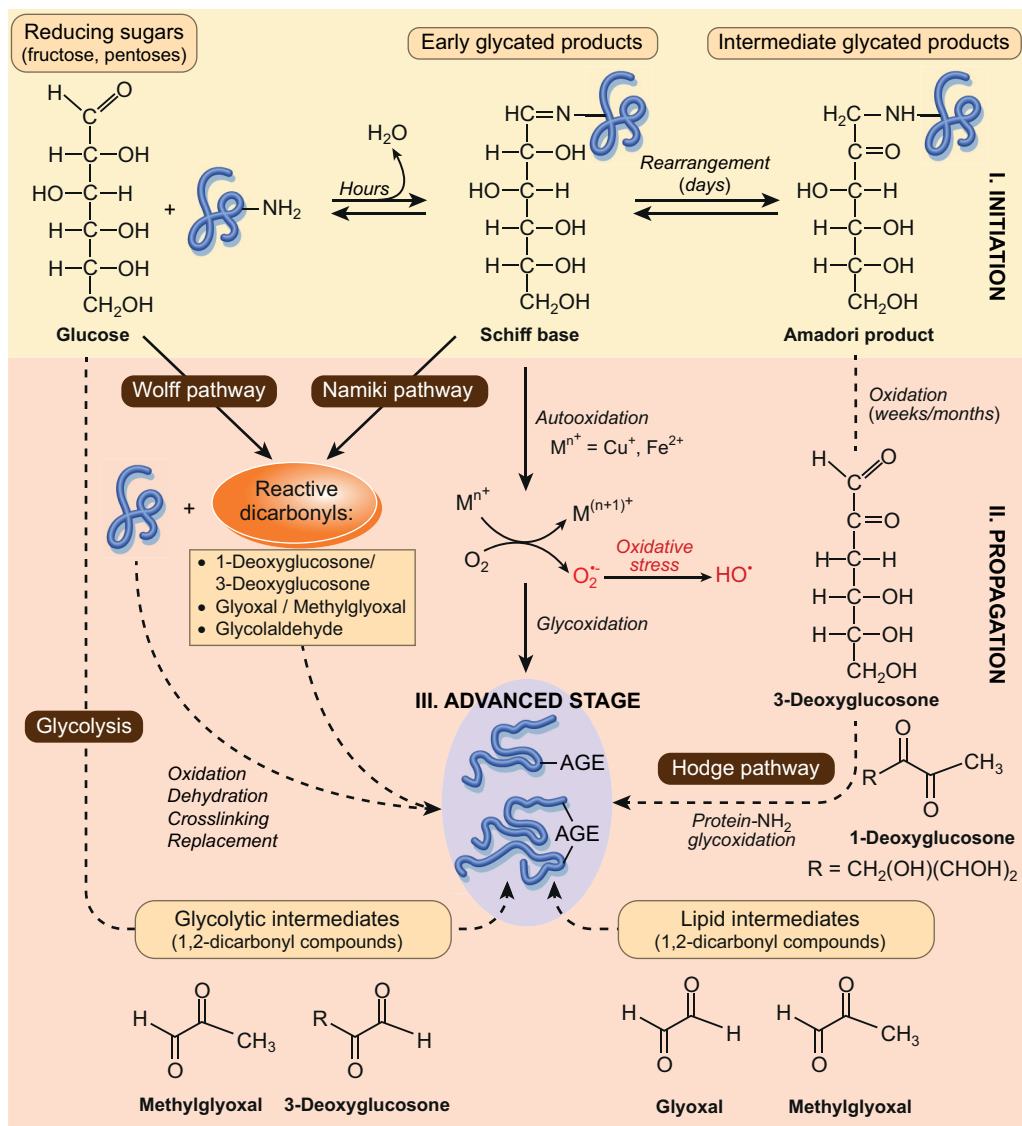 Reducing sugars
(fructose, pentoses)
Early glycated products
Intermediate glycated products
H
O
C
H–C–OH
HO–C–H
H–C–OH
H–C–OH
CH₂OH
Glucose
+
NH₂
H₂O
Hours
HC=N
H–C–OH
HO–C–H
H–C–OH
H–C–OH
CH₂OH
Schiff base
Rearrangement
(days)
H₂C–NH
C=O
HO–C–H
H–C–OH
H–C–OH
CH₂OH
Amadori product
I. INITIATION
Wolff pathway
Namiki pathway
Autooxidation
Mⁿ⁺ = Cu⁺, Fe²⁺
Oxidation
(weeks/months)
+
Reactive
dicarbonyls:
• 1-Deoxyglucosone/
3-Deoxyglucosone
• Glyoxal / Methylglyoxal
• Glycolaldehyde
Mⁿ⁺
M⁽ⁿ⁺¹⁾⁺
O₂
O₂•-
Oxidative
stress
HO•
Glycoxidation
H
O
C
C=O
H–C–H
H–C–OH
H–C–OH
CH₂OH
3-Deoxyglucosone
II. PROPAGATION
III. ADVANCED STAGE
AGE
AGE
Glycolysis
Oxidation
Dehydration
Crosslinking
Replacement
Hodge pathway
Protein-NH₂
glycoxidation
O
R
CH₃
O
1-Deoxyglucosone
R = CH₂(OH)(CHOH)₂
Glycolytic intermediates
(1,2-dicarbonyl compounds)
Lipid intermediates
(1,2-dicarbonyl compounds)
O
H
CH₃
O
Methylglyoxal
O
R
H
O
3-Deoxyglucosone
O
H
H
O
Glyoxal
O
H
CH₃
O
Methylglyoxal